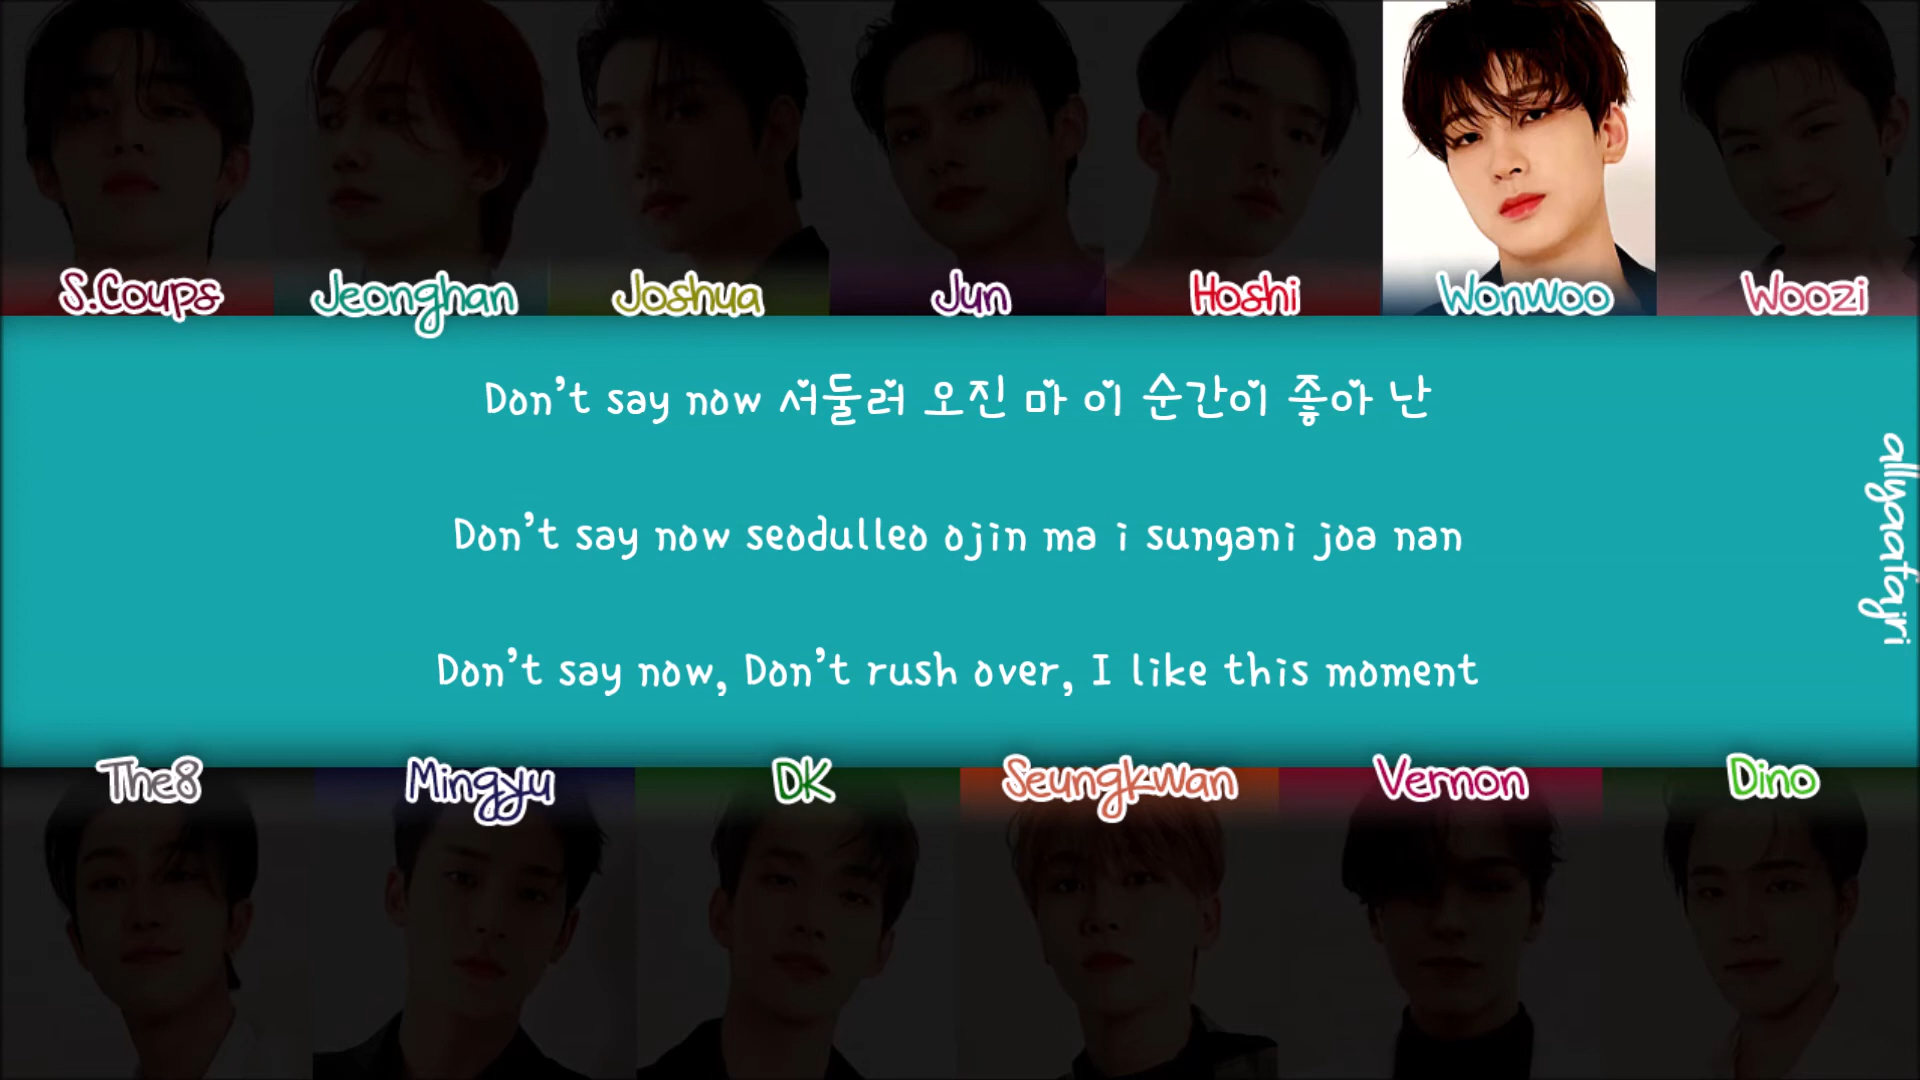 S.Coups Jeonghan Joshua Jun Hoshi Wonwoo Woozi
Don't say now 서둘러 오진 마 이 순간이 좋아 난
Don't say now seodulleo ojin ma i sungani joa nan
Don't say now, Don't rush over, I like this moment
allyaafajri
The8 Mingyu DK Seungkwan Vernon Dino